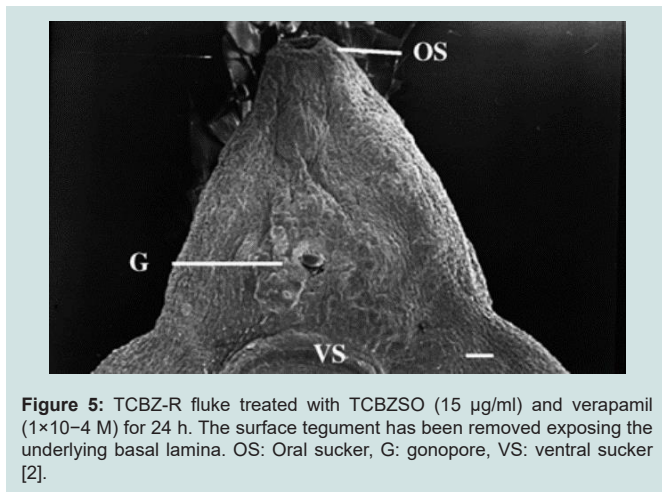 OS
G
VS
Figure 5: TCBZ-R fluke treated with TCBZSO (15 µg/ml) and verapamil
(1×10−4 M) for 24 h. The surface tegument has been removed exposing the
underlying basal lamina. OS: Oral sucker, G: gonopore, VS: ventral sucker
[2].